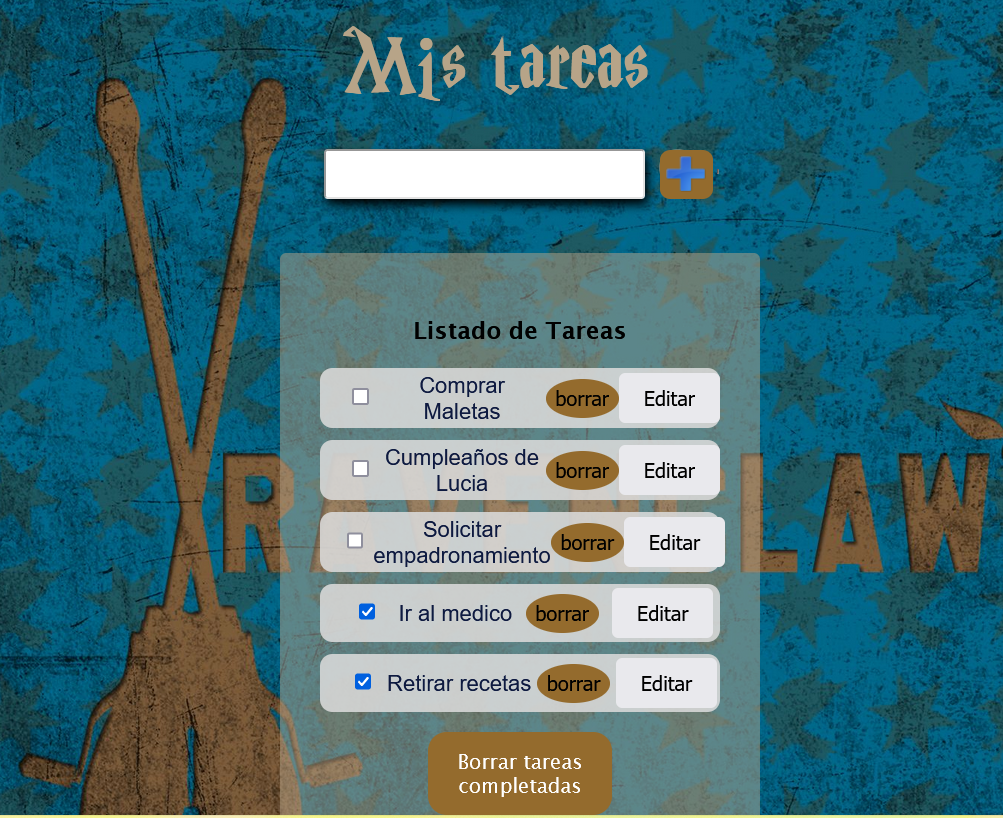 Mis tareas
Listado de Tareas
Comprar
Maletas
borrar
Editar
Cumpleaños de
Lucia
borrar
Editar
Solicitar
empadronamiento
borrar
Editar
Ir al medico
borrar
Editar
Retirar recetas
borrar
Editar
RAVENCLAW
Borrar tareas
completadas